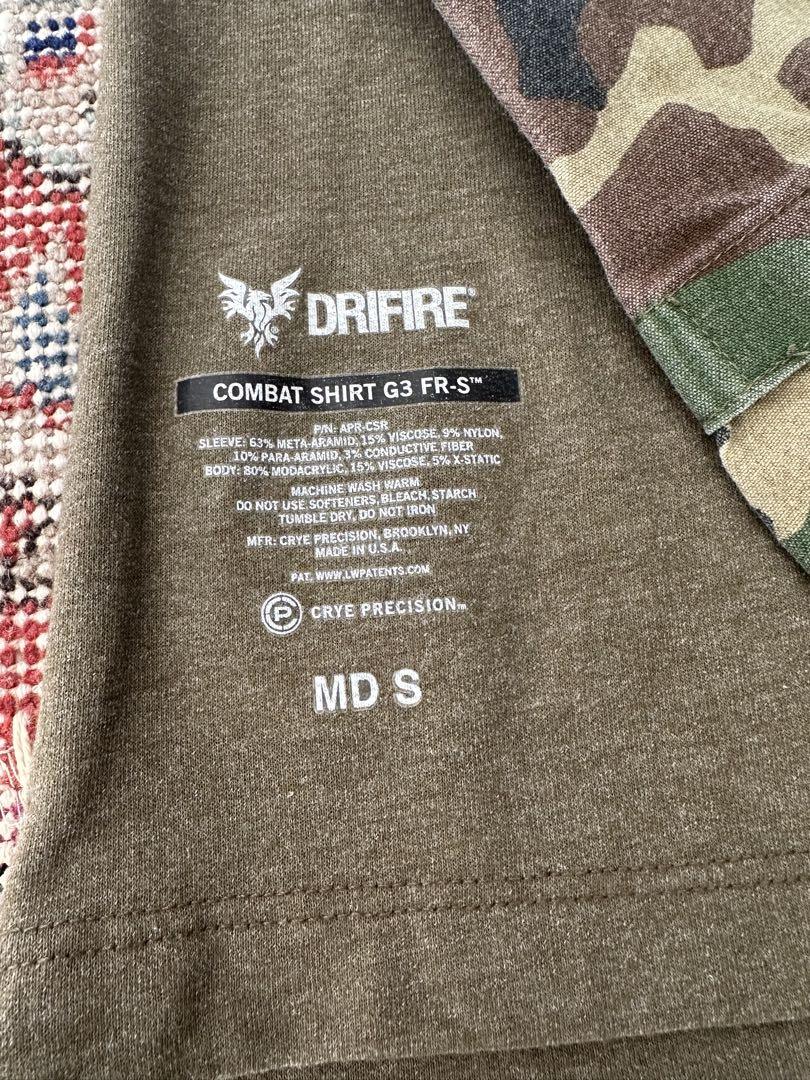 DRIFIRE®
COMBAT SHIRT G3 FR-S™
P/N: APR-CSR
SLEEVE: 63% META-ARAMID, 15% VISCOSE, 9% NYLON,
10% PARA-ARAMID, 3% CONDUCTIVE FIBER
BODY: 80% MODACRYLIC, 15% VISCOSE, 5% X-STATIC
MACHINE WASH WARM
DO NOT USE SOFTENERS, BLEACH, STARCH
TUMBLE DRY, DO NOT IRON
MFR: CRYE PRECISION, BROOKLYN, NY
MADE IN U.S.A.
PAT. WWW.LWPATENTS.COM
CRYE PRECISION™
MD S